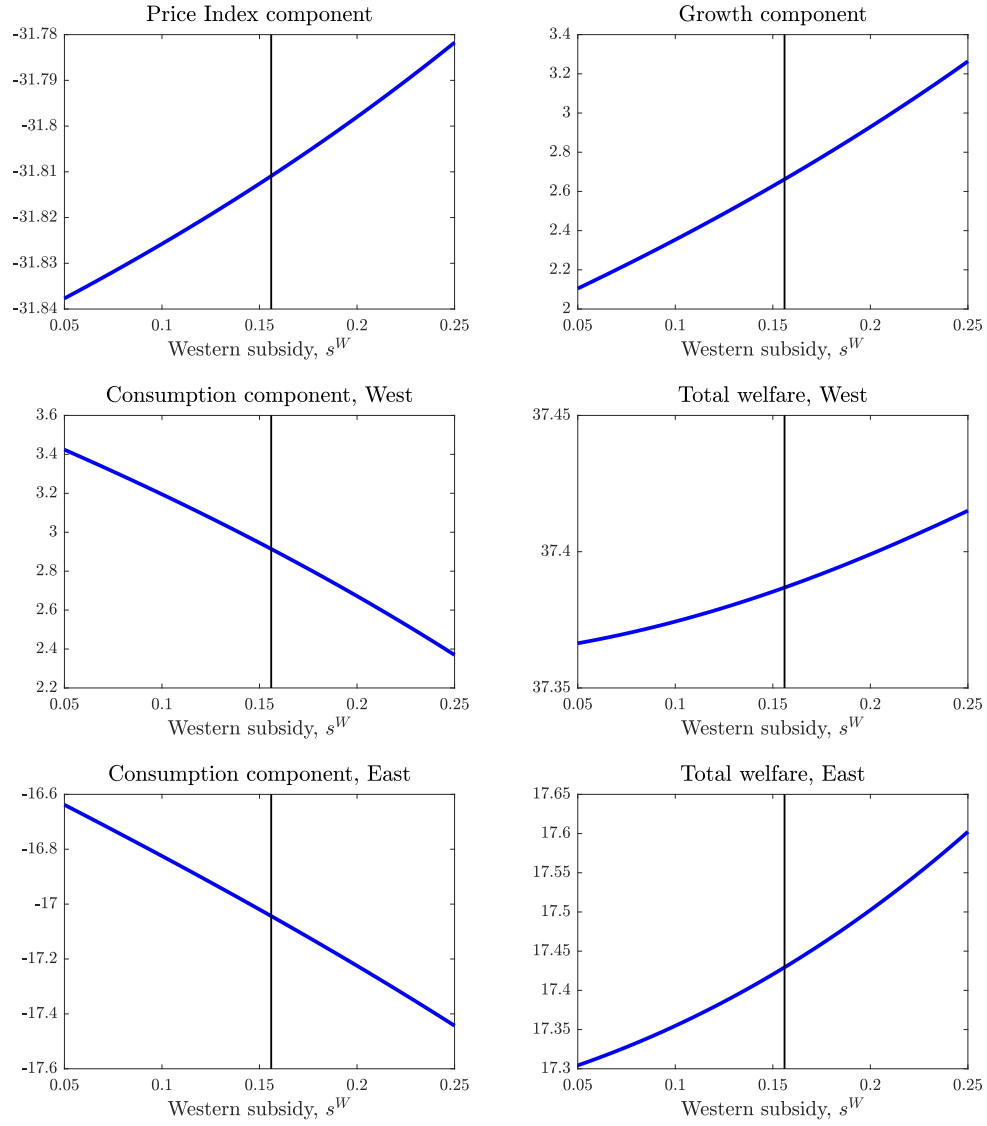 Price Index component
-31.78
-31.79
-31.8
-31.81
-31.82
-31.83
-31.84
0.05 0.1 0.15 0.2 0.25
Western subsidy, s^W
Growth component
3.4
3.2
3
2.8
2.6
2.4
2.2
2
0.05 0.1 0.15 0.2 0.25
Western subsidy, s^W
Consumption component, West
3.6
3.4
3.2
3
2.8
2.6
2.4
2.2
0.05 0.1 0.15 0.2 0.25
Western subsidy, s^W
Total welfare, West
37.45
37.4
37.35
0.05 0.1 0.15 0.2 0.25
Western subsidy, s^W
Consumption component, East
-16.6
-16.8
-17
-17.2
-17.4
-17.6
0.05 0.1 0.15 0.2 0.25
Western subsidy, s^W
Total welfare, East
17.65
17.6
17.55
17.5
17.45
17.4
17.35
17.3
0.05 0.1 0.15 0.2 0.25
Western subsidy, s^W